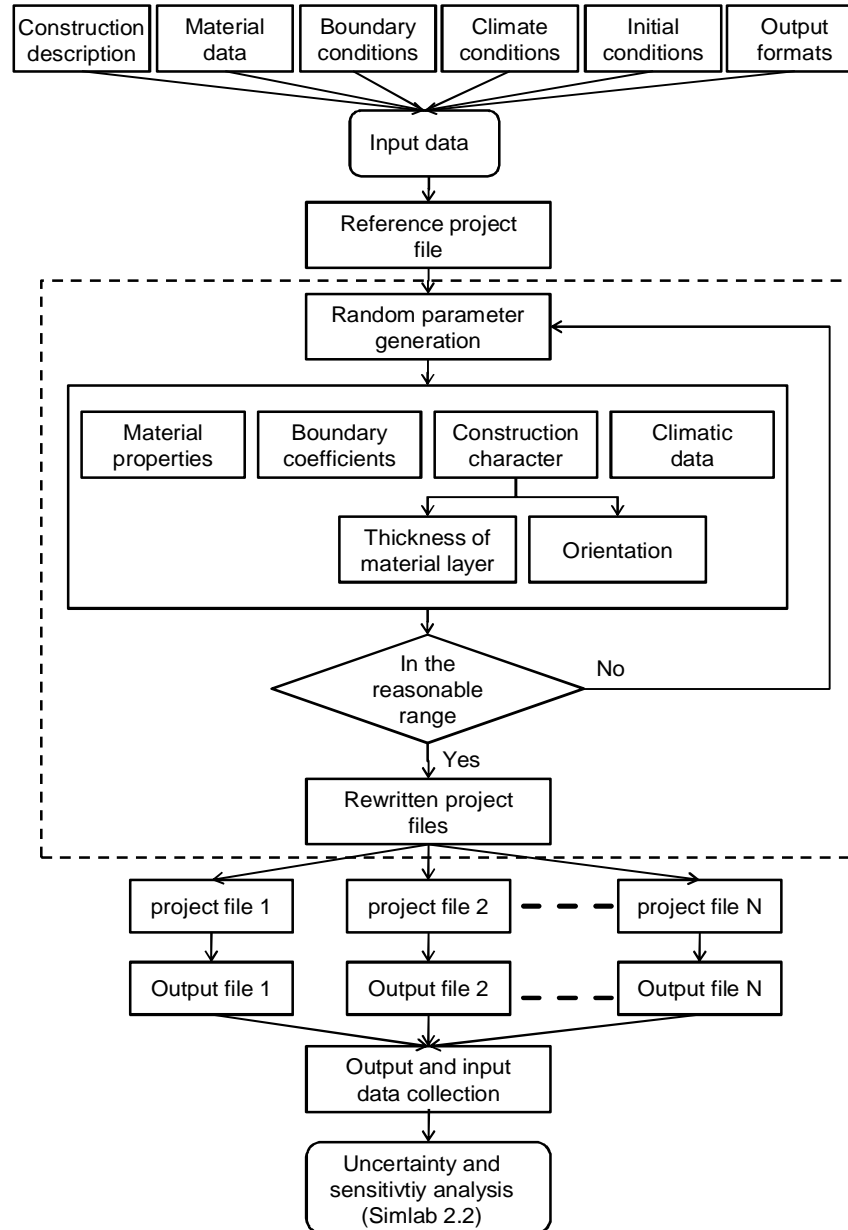 Construction
description
Material
data
Boundary
conditions
Climate
conditions
Initial
conditions
Output
formats
Input data
Reference project
file
Random parameter
generation
Material
properties
Boundary
coefficients
Construction
character
Climatic
data
Thickness of
material layer
Orientation
In the
reasonable
range
No
Yes
Rewritten project
files
project file 1
project file 2
project file N
Output file 1
Output file 2
Output file N
Output and input
data collection
Uncertainty and
sensitivtiy analysis
(Simlab 2.2)